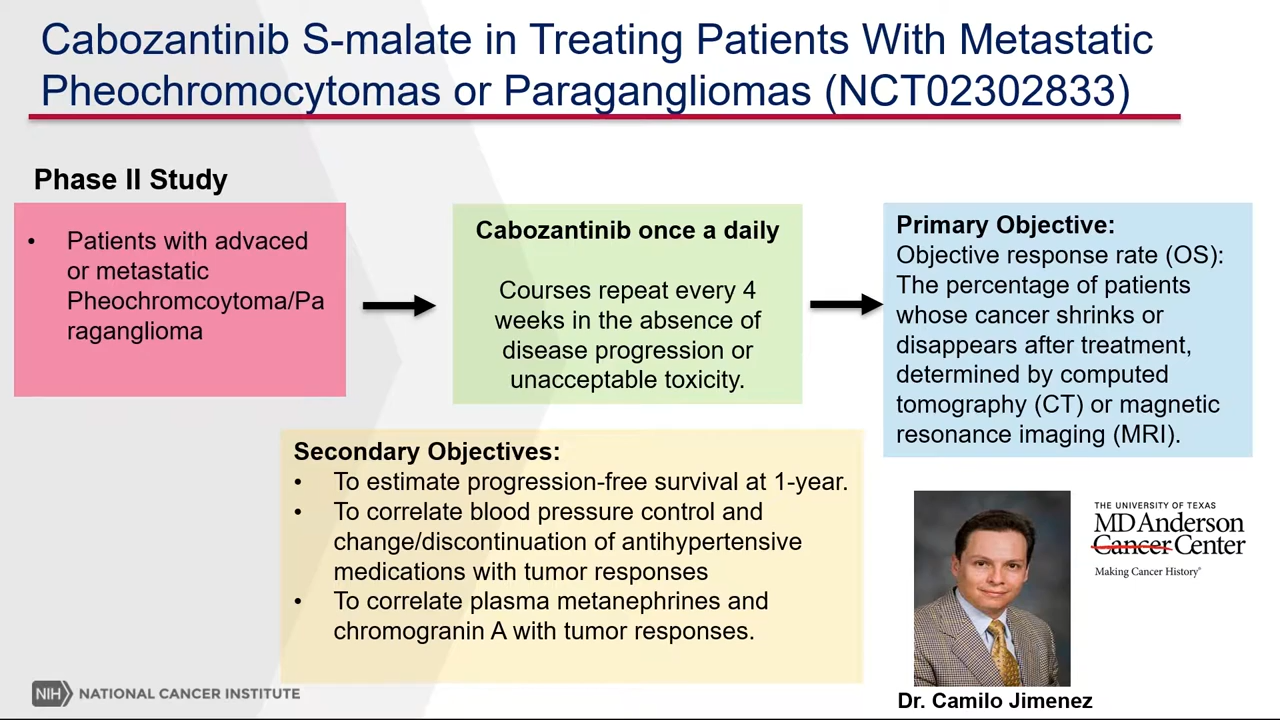 Cabozantinib S-malate in Treating Patients With Metastatic
Pheochromocytomas or Paragangliomas (NCT02302833)
Phase II Study
• Patients with advaced
or metastatic
Pheochromcoytoma/Pa
raganglioma
Cabozantinib once a daily
Courses repeat every 4
weeks in the absence of
disease progression or
unacceptable toxicity.
Primary Objective:
Objective response rate (OS):
The percentage of patients
whose cancer shrinks or
disappears after treatment,
determined by computed
tomography (CT) or magnetic
resonance imaging (MRI).
Secondary Objectives:
• To estimate progression-free survival at 1-year.
• To correlate blood pressure control and
change/discontinuation of antihypertensive
medications with tumor responses
• To correlate plasma metanephrines and
chromogranin A with tumor responses.
THE UNIVERSITY OF TEXAS
MD Anderson
Cancer Center
Making Cancer History®
Dr. Camilo Jimenez
NIH NATIONAL CANCER INSTITUTE